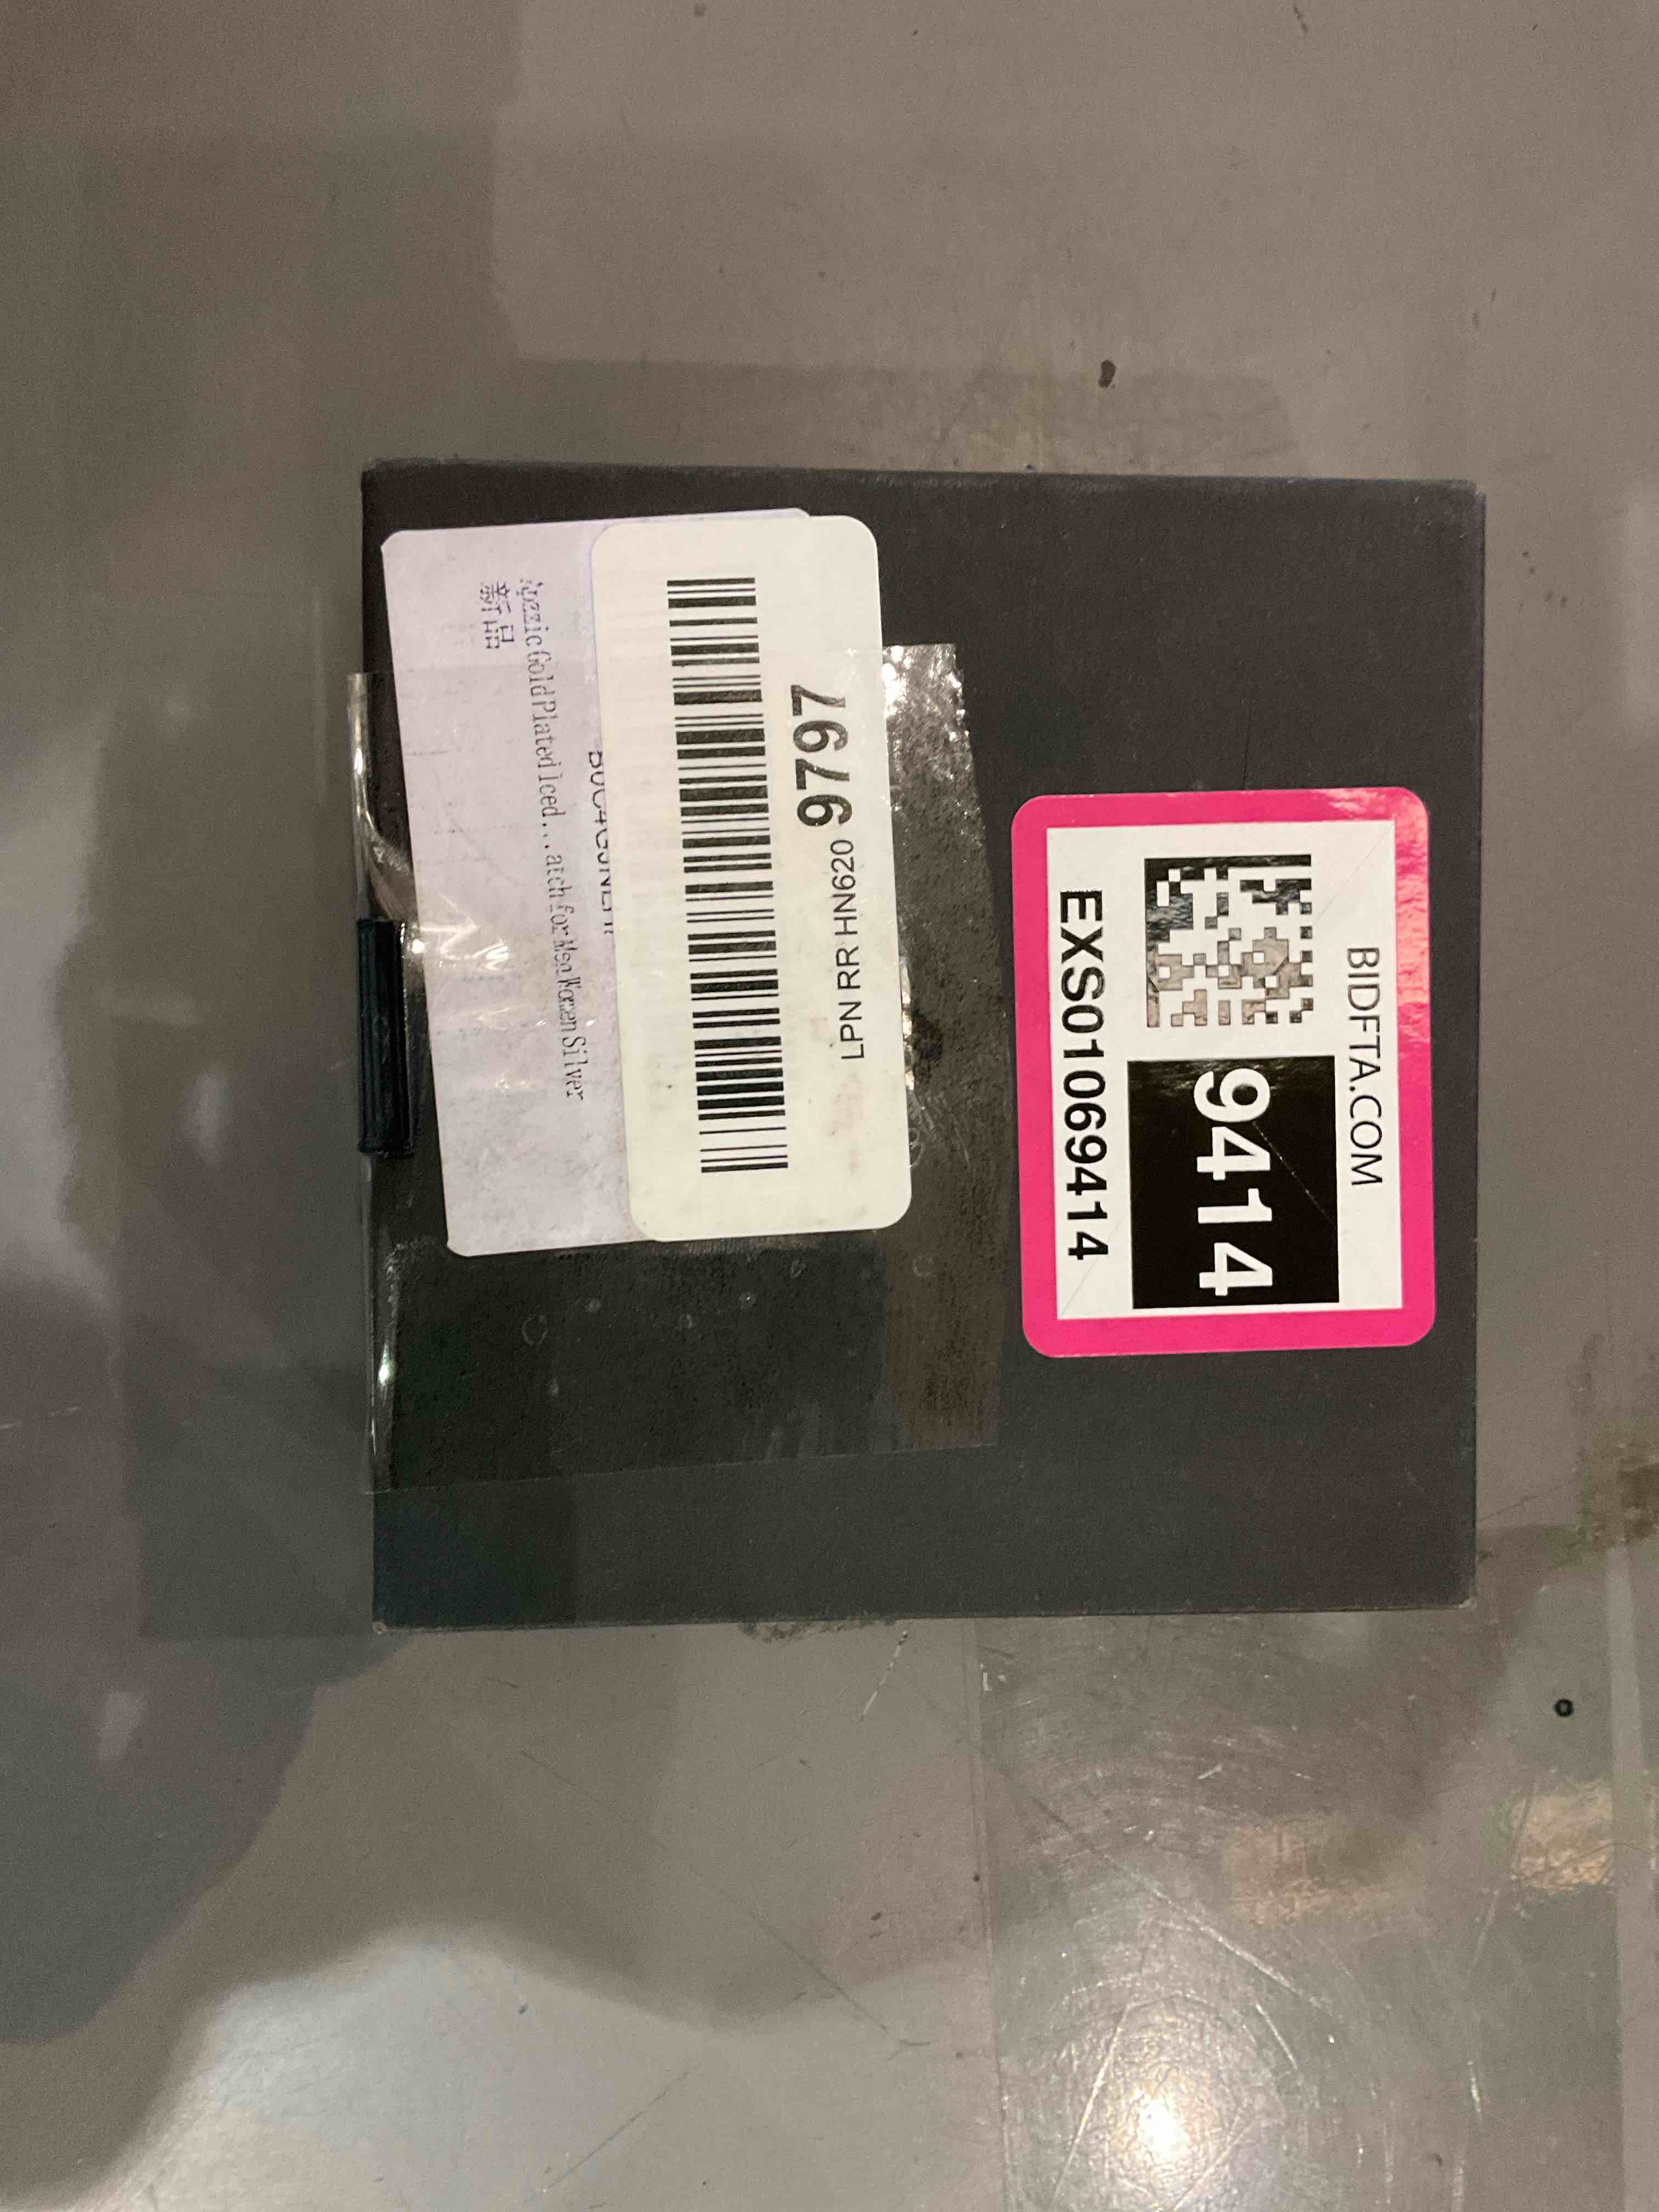 Gold Plated Iced...atch for Men Women Silver
新品
LPN RR HN620 9797
BIDFTA.COM
9414
EXS01069414